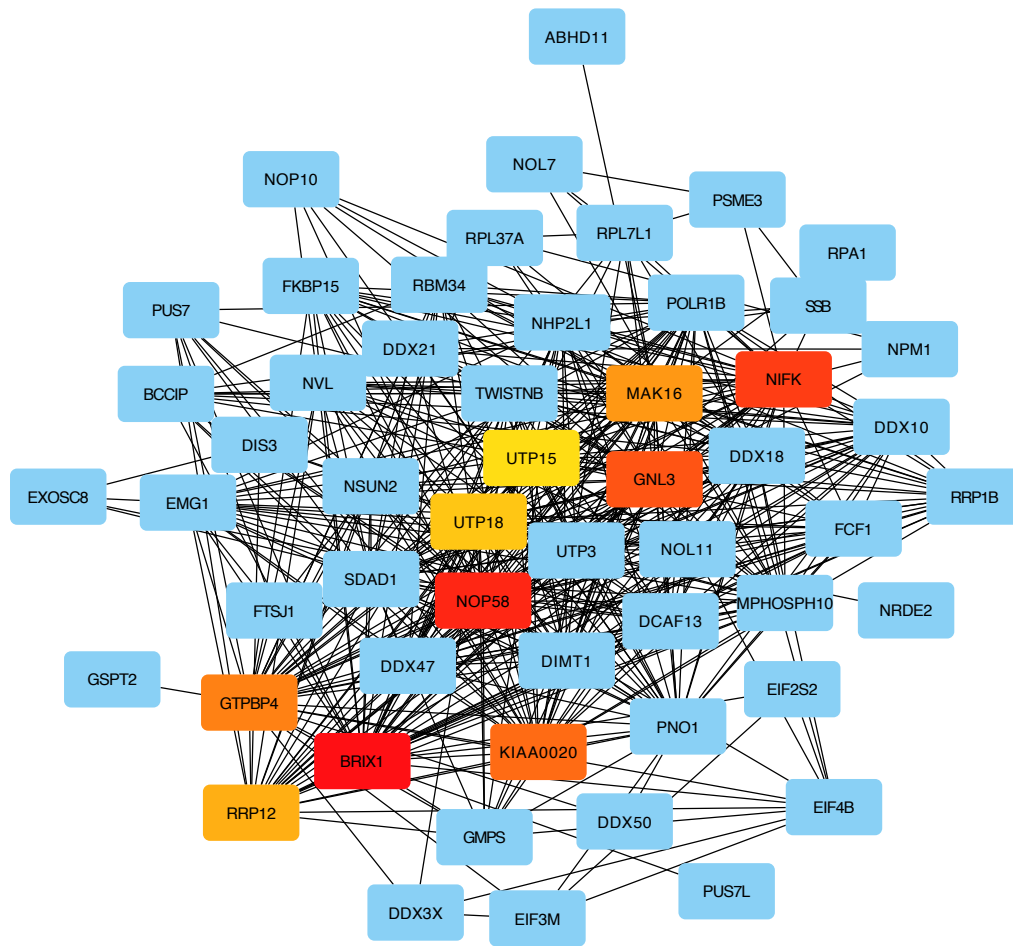 ABHD11
NOL7
NOP10
PSME3
RPL37A
RPL7L1
RPA1
FKBP15
RBM34
POLR1B
SSB
PUS7
NHP2L1
DDX21
NPM1
NIFK
NVL
BCCIP
TWISTNB
MAK16
DDX10
DIS3
UTP15
DDX18
NSUN2
GNL3
EXOSC8
EMG1
RRP1B
UTP18
FCF1
UTP3
NOL11
SDAD1
NOP58
FTSJ1
DCAF13
MPHOSPH10
NRDE2
DDX47
DIMT1
GSPT2
EIF2S2
GTPBP4
PNO1
BRIX1
KIAA0020
RRP12
EIF4B
DDX50
GMPS
PUS7L
DDX3X
EIF3M